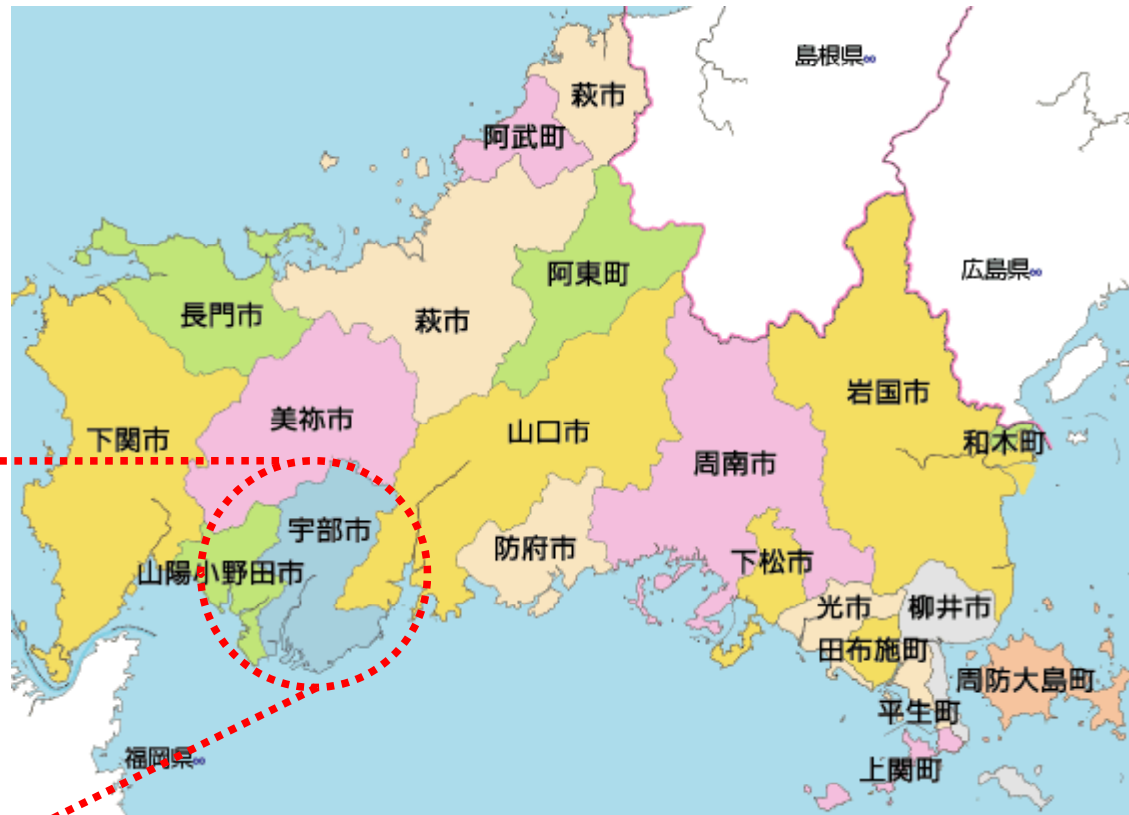 島根県
萩市
阿武町
広島県
阿東町
長門市
萩市
岩国市
美祢市
山口市
下関市
和木町
周南市
宇部市
防府市
下松市
山陽小野田市
光市
柳井市
田布施町
周防大島町
平生町
福岡県
上関町